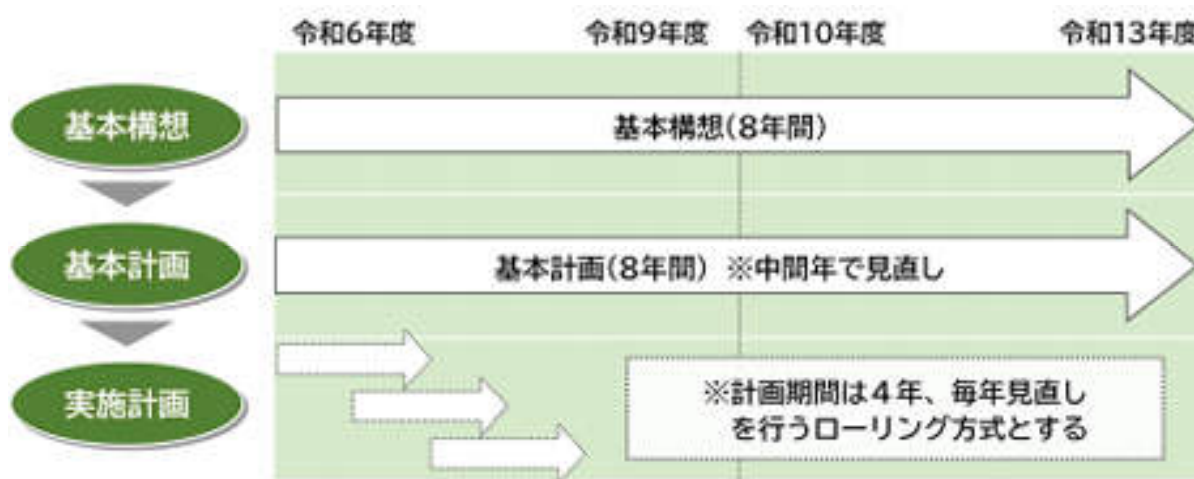 令和6年度 令和9年度 令和10年度 令和13年度
基本構想
基本構想(8年間)
基本計画
基本計画(8年間) ※中間年で見直し
実施計画
※計画期間は4年、毎年見直し
を行うローリング方式とする